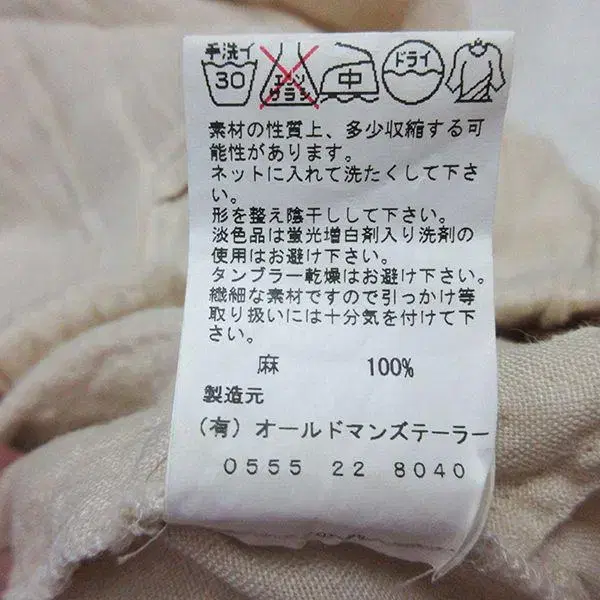 手洗イ
30
エンソ
サラシ
中
ドライ
素材の性質上、多少収縮する可
能性があります。
ネットに入れて洗たくして下さ
い。
形を整え陰干しして下さい。
淡色品は蛍光増白剤入り洗剤の
使用はお避け下さい。
タンブラー乾燥はお避け下さい。
繊細な素材ですので引っかけ等
取り扱いには十分気を付けて下
さい。
麻 100%
製造元
(有)オールドマンズテーラー
0555 22 8040